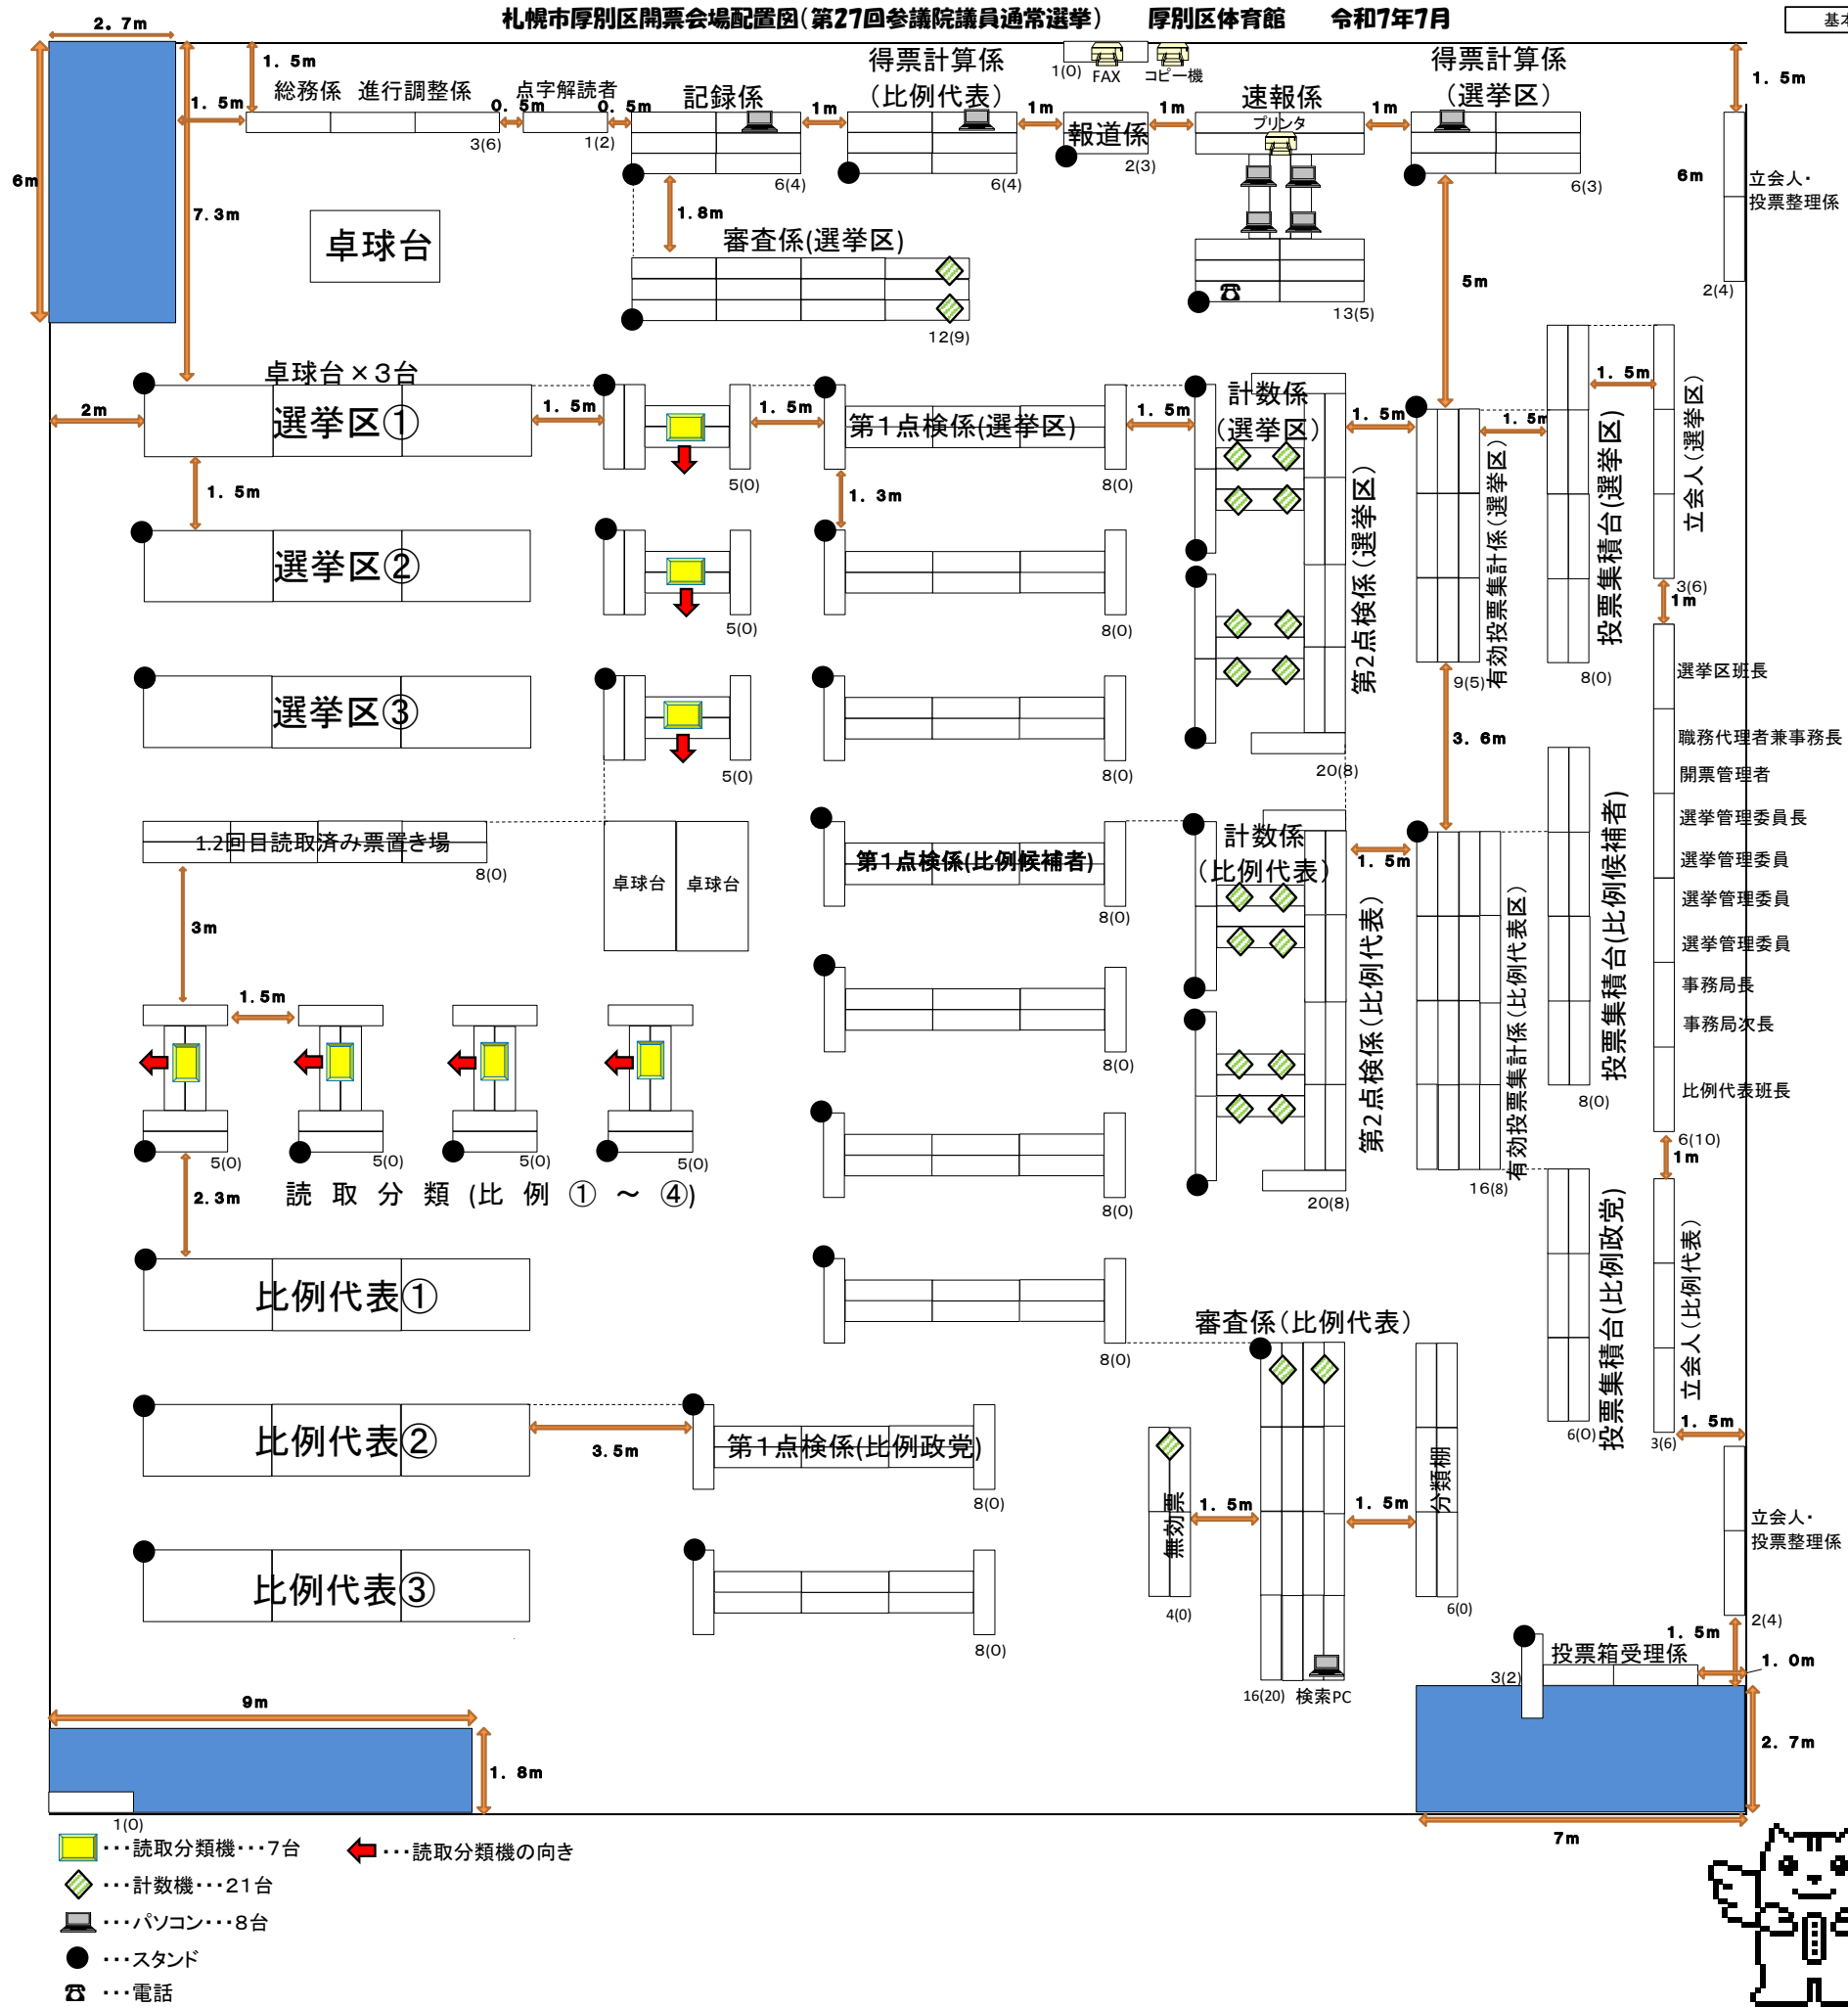 札幌市厚別区開票会場配置図(第27回参議院議員通常選挙)　厚別区体育館　令和7年7月
基本
2.7m
1.5m
1.5m
6m
7.3m
総務係　進行調整係
3(6)
0.5m
点字解読者
1(2)
0.5m
記録係
6(4)
1m
得票計算係
(比例代表)
6(4)
1m
1(0)
FAX
コピー機
報道係
2(3)
1m
速報係
プリンタ
13(5)
1m
得票計算係
(選挙区)
6(3)
1.5m
6m
立会人・
投票整理係
2(4)
卓球台
1.8m
審査係(選挙区)
12(9)
5m
卓球台×3台
2m
選挙区①
1.5m
5(0)
1.5m
第1点検係(選挙区)
8(0)
1.5m
計数係
(選挙区)
第2点検係(選挙区)
20(8)
1.5m
有効投票集計係(選挙区)
9(5)
1.5m
投票集積台(選挙区)
8(0)
1.5m
立会人(選挙区)
3(6)
1m
1.5m
選挙区②
5(0)
1.3m
8(0)
選挙区③
5(0)
8(0)
3.6m
選挙区班長
職務代理者兼事務長
開票管理者
選挙管理委員長
選挙管理委員
選挙管理委員
選挙管理委員
事務局長
事務局次長
比例代表班長
6(10)
1m
1.2回目読取済み票置き場
8(0)
卓球台
卓球台
第1点検係(比例候補者)
8(0)
計数係
(比例代表)
第2点検係(比例代表)
20(8)
1.5m
有効投票集計係(比例代表区)
16(8)
投票集積台(比例候補者)
8(0)
3m
1.5m
5(0)
5(0)
5(0)
5(0)
読取分類(比例①～④)
8(0)
8(0)
2.3m
比例代表①
8(0)
投票集積台(比例政党)
6(0)
立会人(比例代表)
3(6)
1.5m
審査係(比例代表)
比例代表②
3.5m
第1点検係(比例政党)
8(0)
無効票
4(0)
1.5m
16(20)
検索PC
1.5m
分類棚
6(0)
立会人・
投票整理係
2(4)
比例代表③
8(0)
1.5m
投票箱受理係
3(2)
1.0m
9m
1.8m
1(0)
2.7m
7m
・・・読取分類機・・・7台
・・・読取分類機の向き
・・・計数機・・・21台
・・・パソコン・・・8台
・・・スタンド
・・・電話